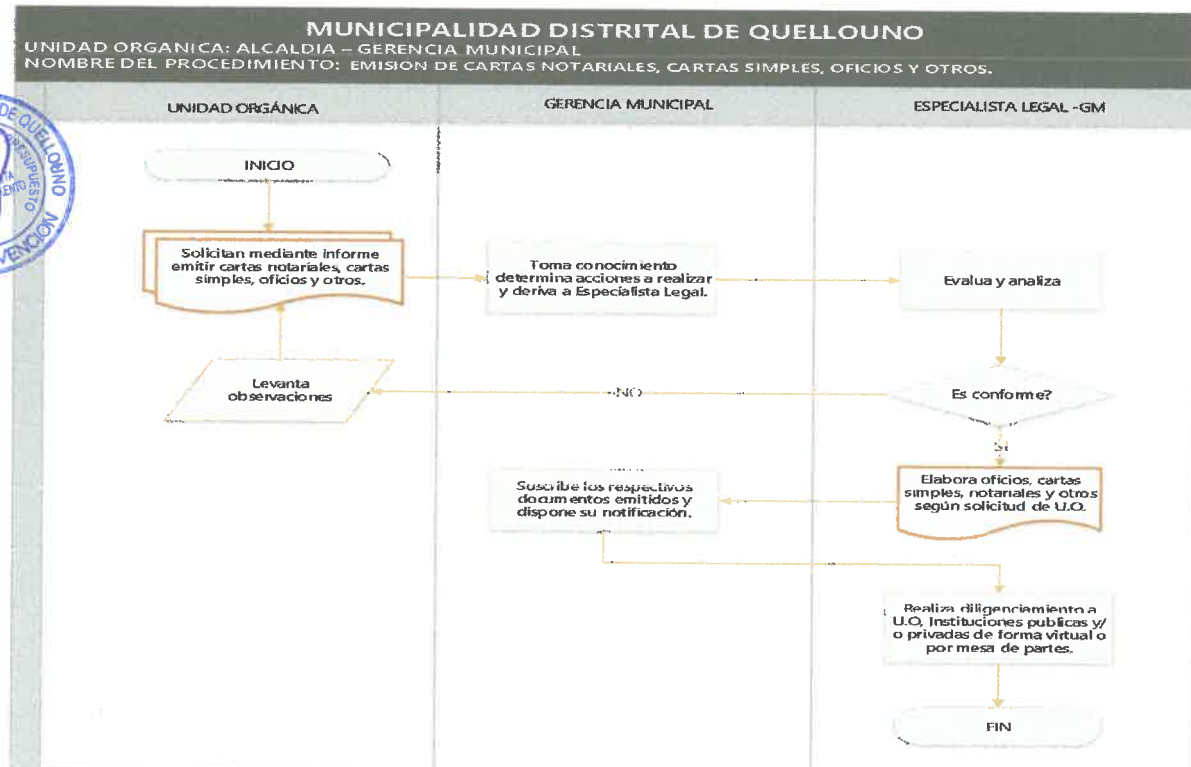 MUNICIPALIDAD DISTRITAL DE QUELLOUNO
UNIDAD ORGANICA: ALCALDIA – GERENCIA MUNICIPAL
NOMBRE DEL PROCEDIMIENTO: EMISION DE CARTAS NOTARIALES, CARTAS SIMPLES, OFICIOS Y OTROS.
UNIDAD ORGÁNICA
GERENCIA MUNICIPAL
ESPECIALISTA LEGAL -GM
DE QUELLOUNO
PRESUPUESTO
INICIO
Solicitan mediante informe
emitir cartas notariales, cartas
simples, oficios y otros.
Toma conocimiento
determina acciones a realizar
y deriva a Especialista Legal.
Evalua y analiza
Levanta
observaciones
NO
Es conforme?
SI
Suscribe los respectivos
documentos emitidos y
dispone su notificación.
Elabora oficios, cartas
simples, notariales y otros
según solicitud de U.O.
Realiza diligenciamiento a
U.O, Instituciones publicas y/
o privadas de forma virtual o
por mesa de partes.
FIN